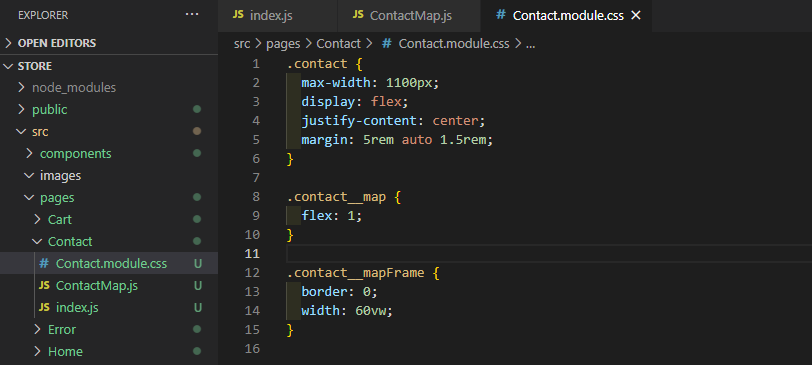 EXPLORER
OPEN EDITORS
STORE
node_modules
public
src
components
images
pages
Cart
Contact
# Contact.module.css U
JS ContactMap.js U
JS index.js U
Error
Home
JS index.js
JS ContactMap.js
# Contact.module.css ×
src > pages > Contact > # Contact.module.css > ...
1 .contact {
2 max-width: 1100px;
3 display: flex;
4 justify-content: center;
5 margin: 5rem auto 1.5rem;
6 }
7
8 .contact__map {
9 flex: 1;
10 }
11
12 .contact__mapFrame {
13 border: 0;
14 width: 60vw;
15 }
16